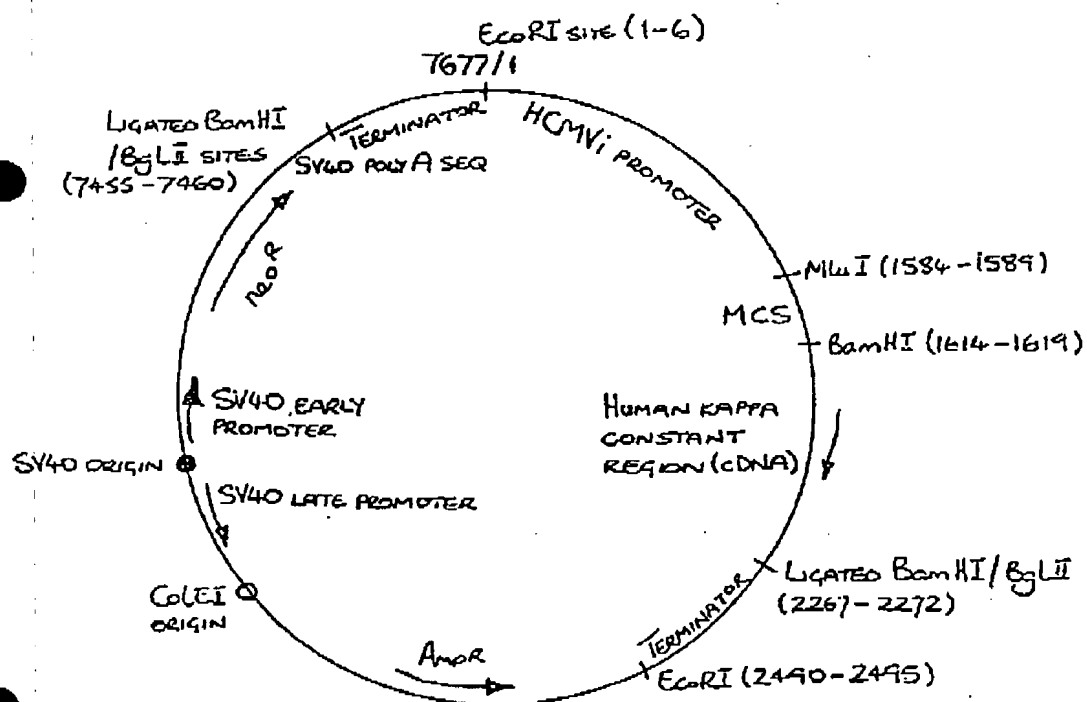 EcoRI SITE (1-6)
7677/1
LIGATED BamHI
/BgLII SITES
(7455-7460)
TERMINATOR
SV40 POLY A SEQ
HCMVi PROMOTER
neo R
MluI (1584-1589)
MCS
BamHI (1614-1619)
SV40 EARLY
PROMOTER
HUMAN KAPPA
CONSTANT
REGION (cDNA)
SV40 ORIGIN
SV40 LATE PROMOTER
ColEI
ORIGIN
LIGATED BamHI/BgLII
(2267-2272)
TERMINATOR
AmpR
EcoRI (2490-2495)